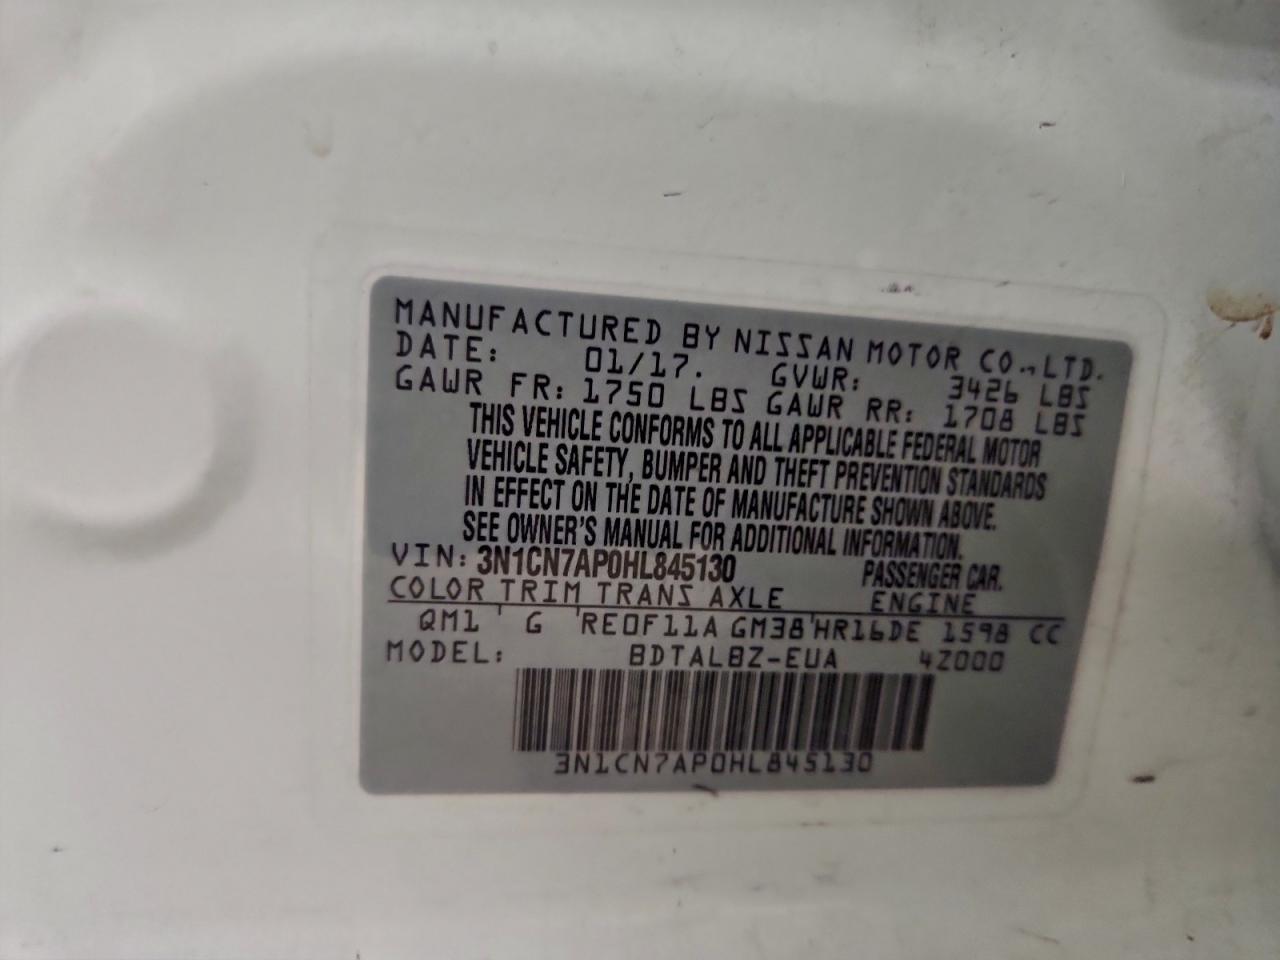 MANUFACTURED BY NISSAN MOTOR CO.,LTD.
DATE: 01/17. GVWR: 3426 LBS
GAWR FR: 1750 LBS GAWR RR: 1708 LBS
THIS VEHICLE CONFORMS TO ALL APPLICABLE FEDERAL MOTOR
VEHICLE SAFETY, BUMPER AND THEFT PREVENTION STANDARDS
IN EFFECT ON THE DATE OF MANUFACTURE SHOWN ABOVE.
SEE OWNER'S MANUAL FOR ADDITIONAL INFORMATION.
VIN: 3N1CN7AP0HL845130 PASSENGER CAR.
COLOR TRIM TRANS AXLE ENGINE
QM1 ' G 'RE0F11A GM38'HR16DE 1598 CC
MODEL: BDTALBZ-EUA 4Z000
3N1CN7AP0HL845130